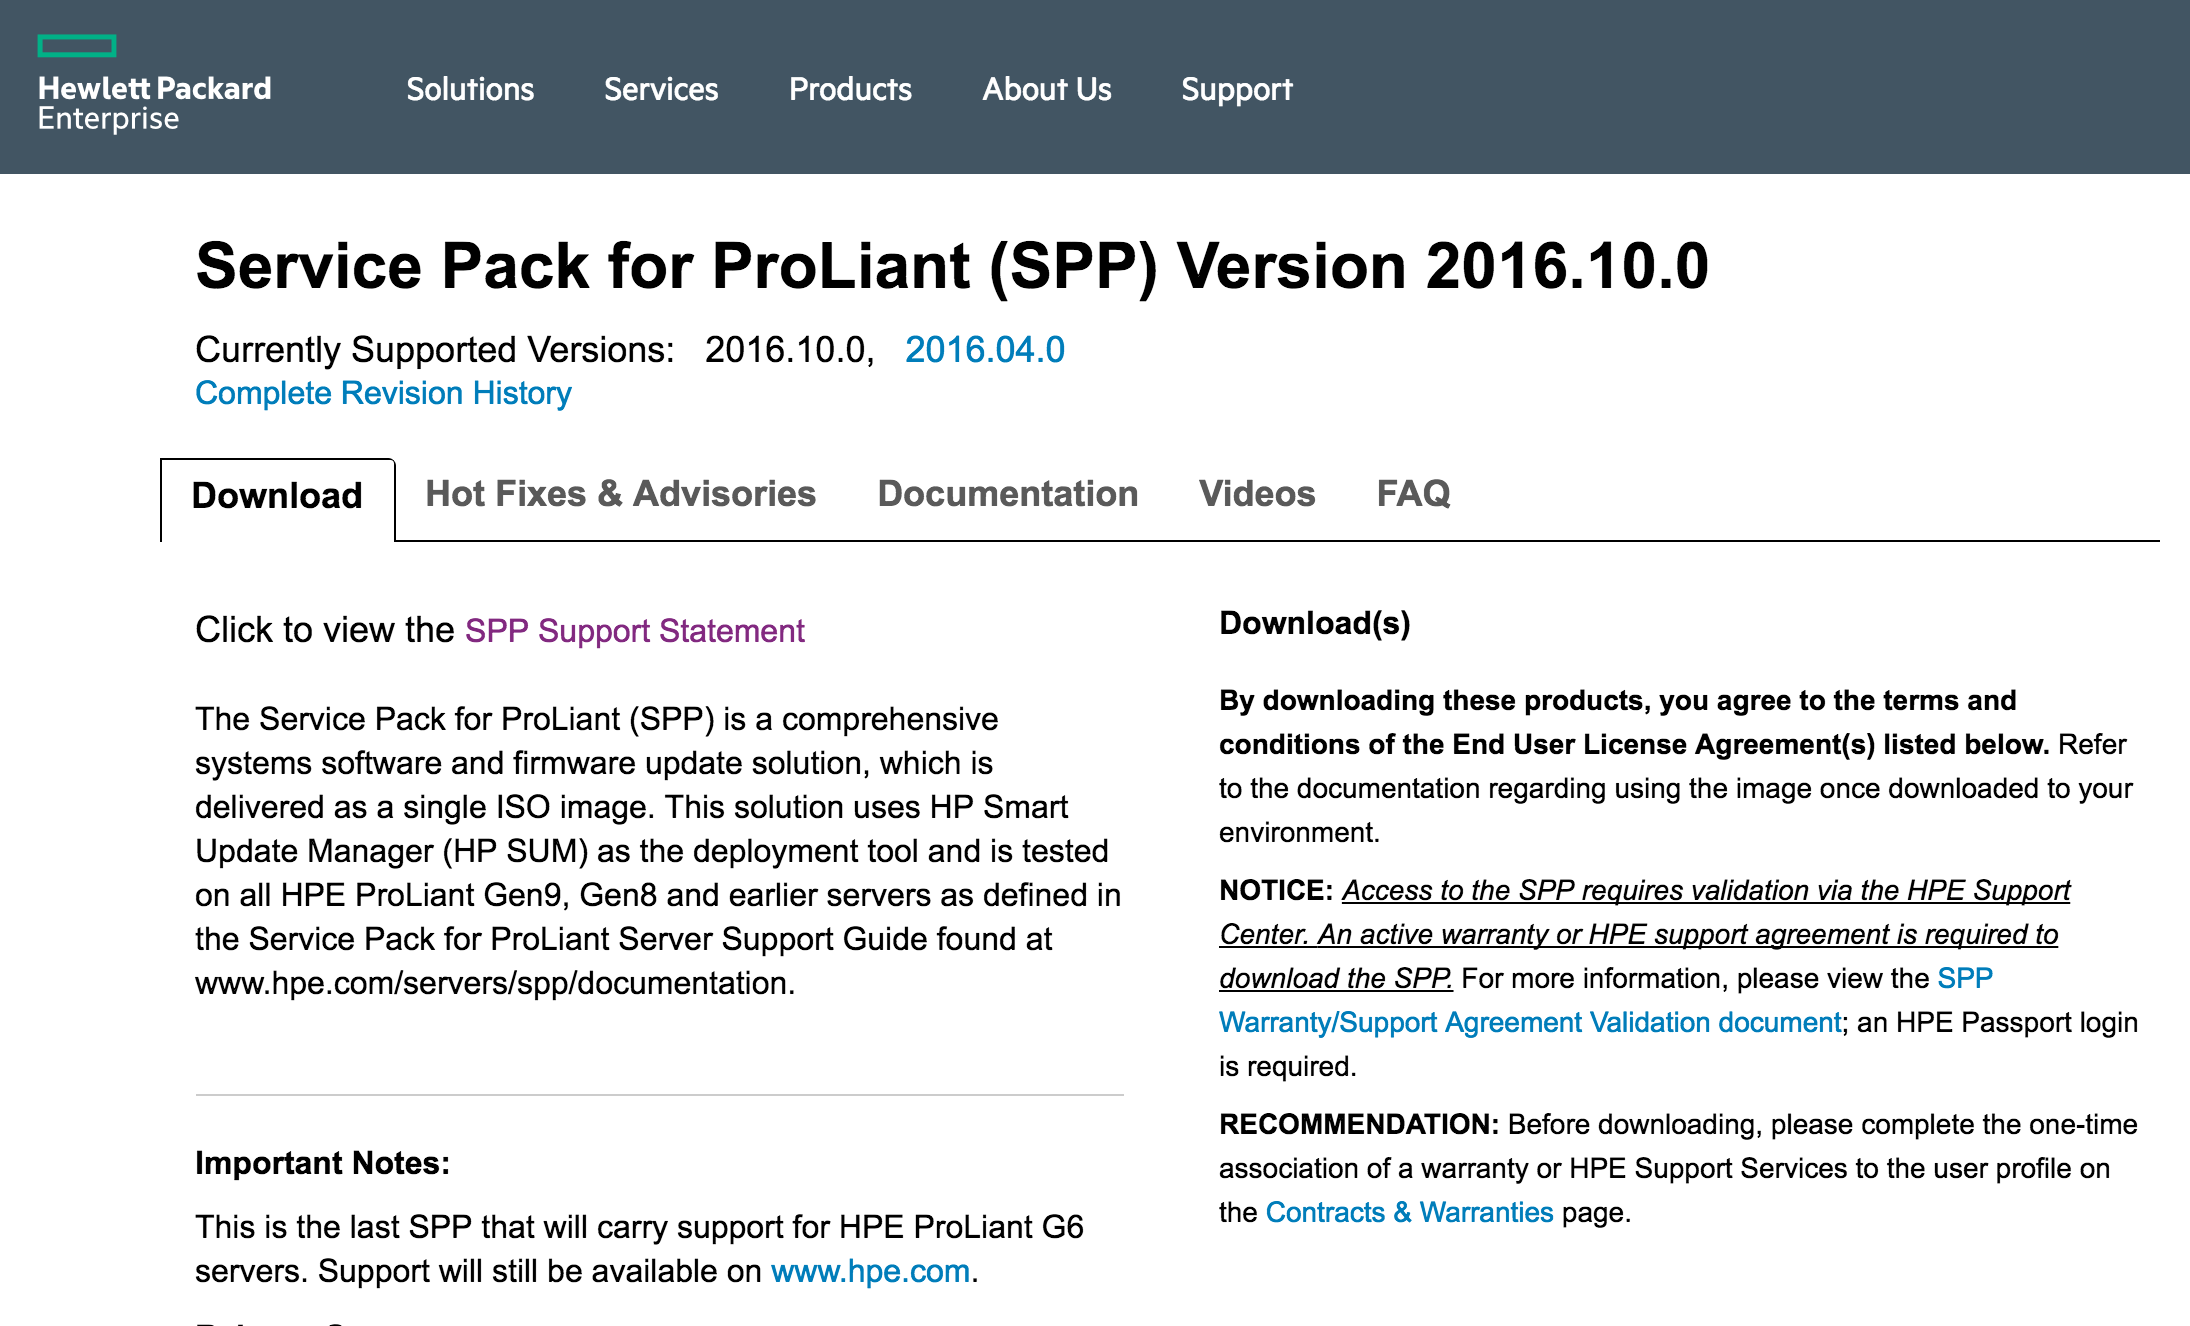 Hewlett Packard
Enterprise
Solutions Services Products About Us Support
Service Pack for ProLiant (SPP) Version 2016.10.0
Currently Supported Versions: 2016.10.0, 2016.04.0
Complete Revision History
Download Hot Fixes & Advisories Documentation Videos FAQ
Click to view the SPP Support Statement
The Service Pack for ProLiant (SPP) is a comprehensive
systems software and firmware update solution, which is
delivered as a single ISO image. This solution uses HP Smart
Update Manager (HP SUM) as the deployment tool and is tested
on all HPE ProLiant Gen9, Gen8 and earlier servers as defined in
the Service Pack for ProLiant Server Support Guide found at
www.hpe.com/servers/spp/documentation.
Important Notes:
This is the last SPP that will carry support for HPE ProLiant G6
servers. Support will still be available on www.hpe.com.
Download(s)
By downloading these products, you agree to the terms and
conditions of the End User License Agreement(s) listed below. Refer
to the documentation regarding using the image once downloaded to your
environment.
NOTICE: Access to the SPP requires validation via the HPE Support
Center. An active warranty or HPE support agreement is required to
download the SPP. For more information, please view the SPP
Warranty/Support Agreement Validation document; an HPE Passport login
is required.
RECOMMENDATION: Before downloading, please complete the one-time
association of a warranty or HPE Support Services to the user profile on
the Contracts & Warranties page.